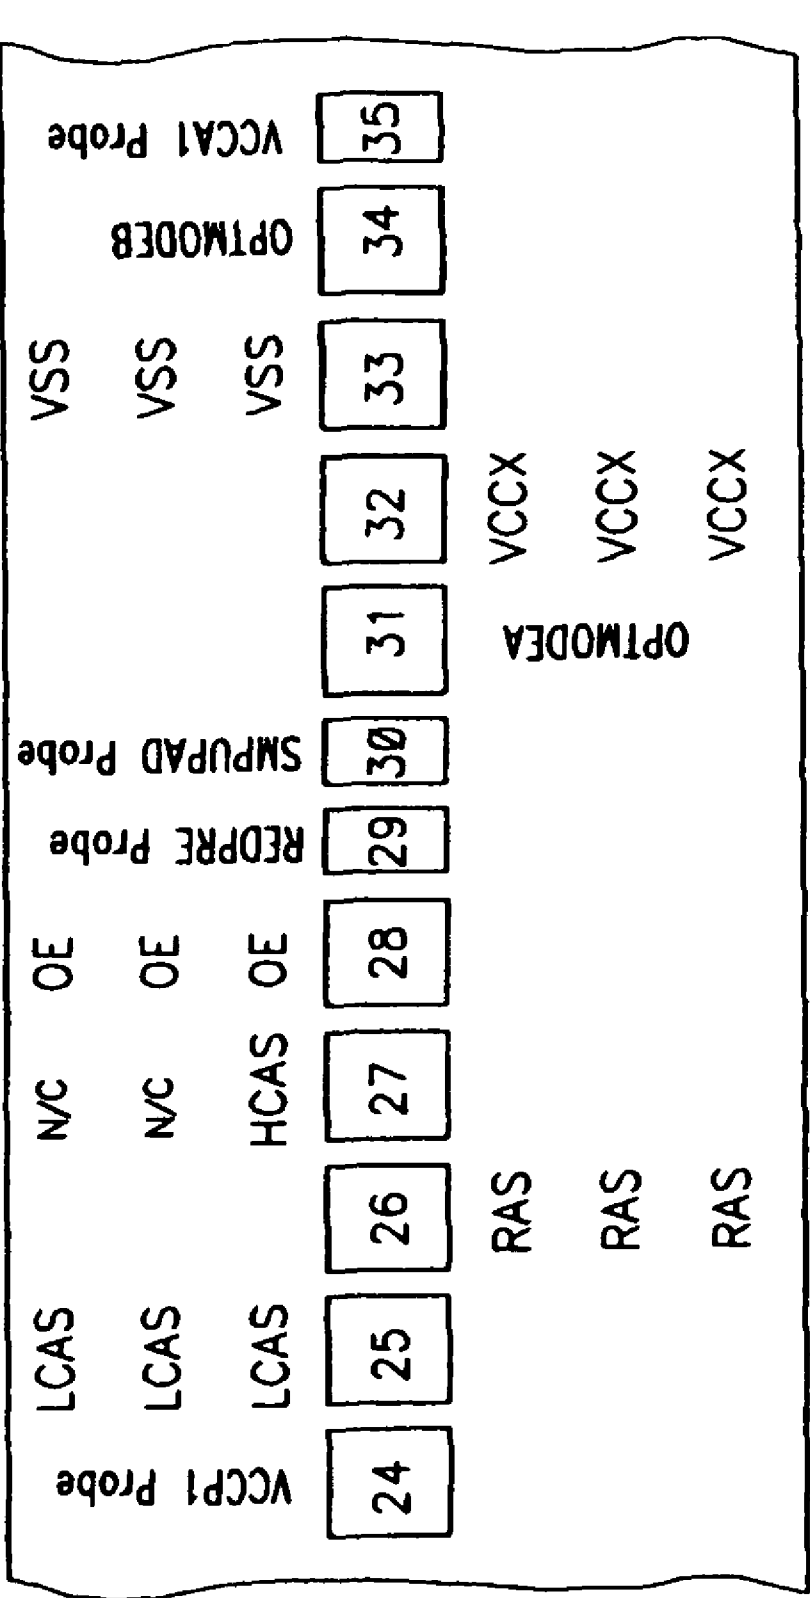 VCCA1 Probe 35
OPTMODEB 34
VSS VSS VSS 33
32 VCCX VCCX VCCX
31 OPTMODEA
SMPUPAD Probe 30
REDPRE Probe 29
OE OE OE 28
N/C N/C HCAS 27
26 RAS RAS RAS
LCAS LCAS LCAS 25
VCCP1 Probe 24